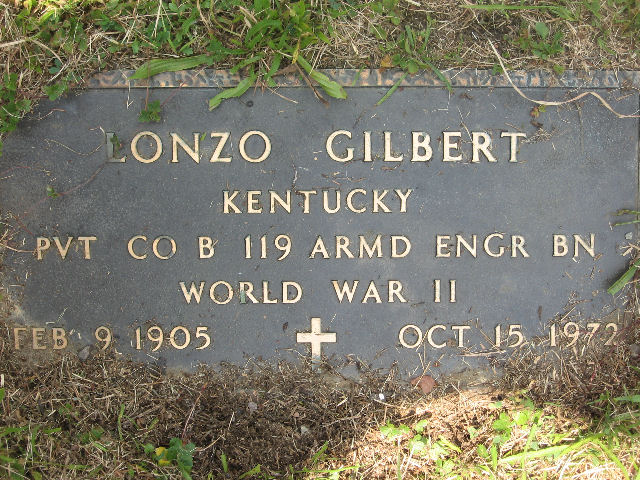 LONZO GILBERT
KENTUCKY
PVT CO B 119 ARMD ENGR BN
WORLD WAR II
FEB 9 1905 OCT 15 1972